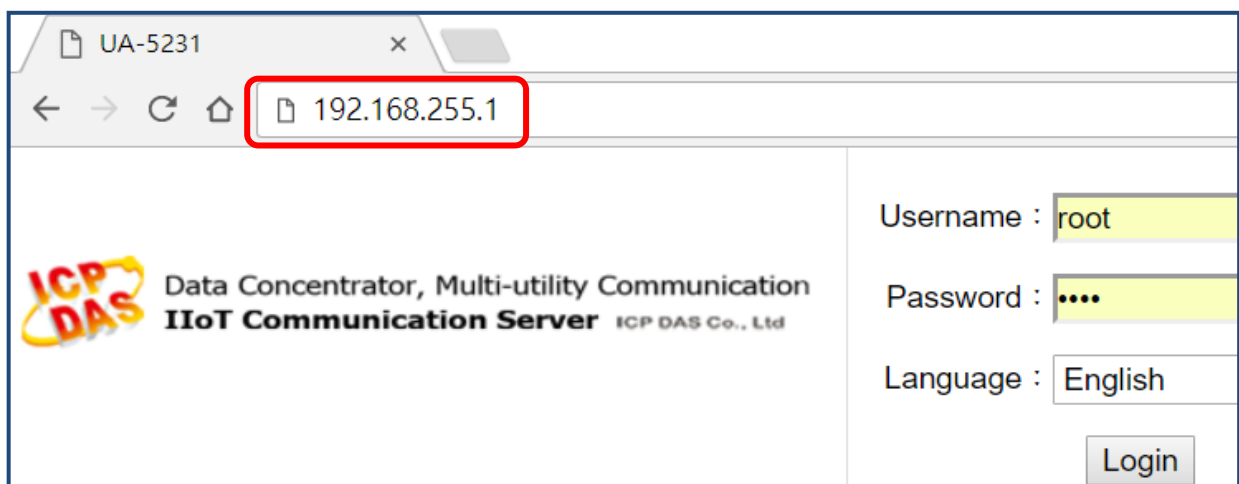 UA-5231
192.168.255.1
Username : root
ICP DAS
Data Concentrator, Multi-utility Communication
IIoT Communication Server ICP DAS Co., Ltd
Password : ••••
Language : English
Login